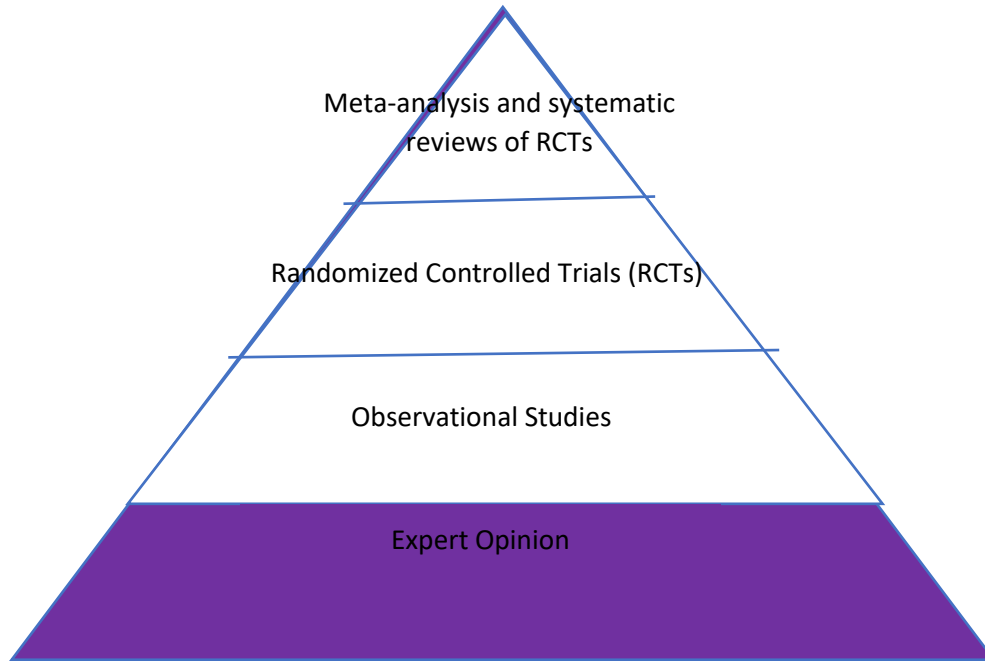 Meta-analysis and systematic
reviews of RCTs
Randomized Controlled Trials (RCTs)
Observational Studies
Expert Opinion